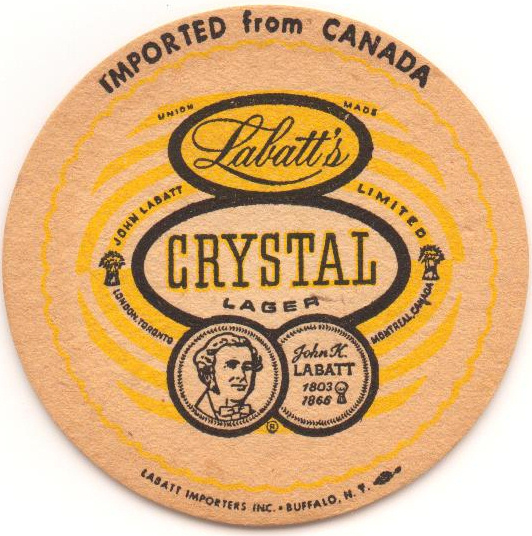 IMPORTED from CANADA
UNION MADE
Labatt's
JOHN LABATT LIMITED
CRYSTAL
LAGER
LONDON, TORONTO
MONTREAL, CANADA
John K.
LABATT
1803
1866
®
LABATT IMPORTERS INC. • BUFFALO, N. Y.